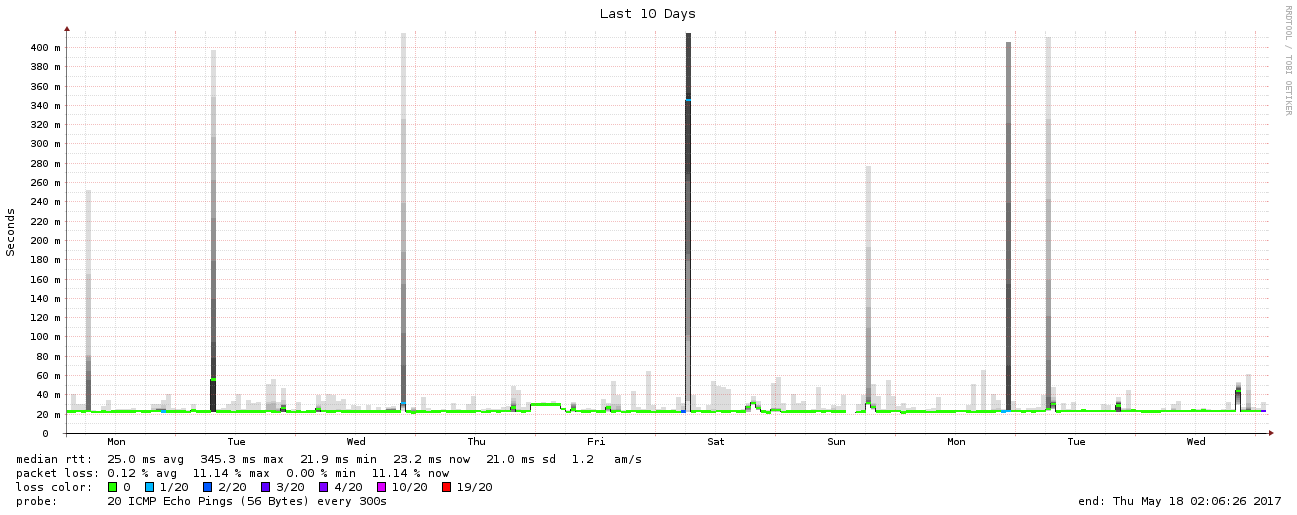 Last 10 Days
RRDTOOL / TOBI OETIKER
Seconds
400 m
380 m
360 m
340 m
320 m
300 m
280 m
260 m
240 m
220 m
200 m
180 m
160 m
140 m
120 m
100 m
80 m
60 m
40 m
20 m
0
Mon Tue Wed Thu Fri Sat Sun Mon Tue Wed
median rtt: 25.0 ms avg 345.3 ms max 21.9 ms min 23.2 ms now 21.0 ms sd 1.2 am/s
packet loss: 0.12 % avg 11.14 % max 0.00 % min 11.14 % now
loss color: 0 1/20 2/20 3/20 4/20 10/20 19/20
probe: 20 ICMP Echo Pings (56 Bytes) every 300s end: Thu May 18 02:06:26 2017